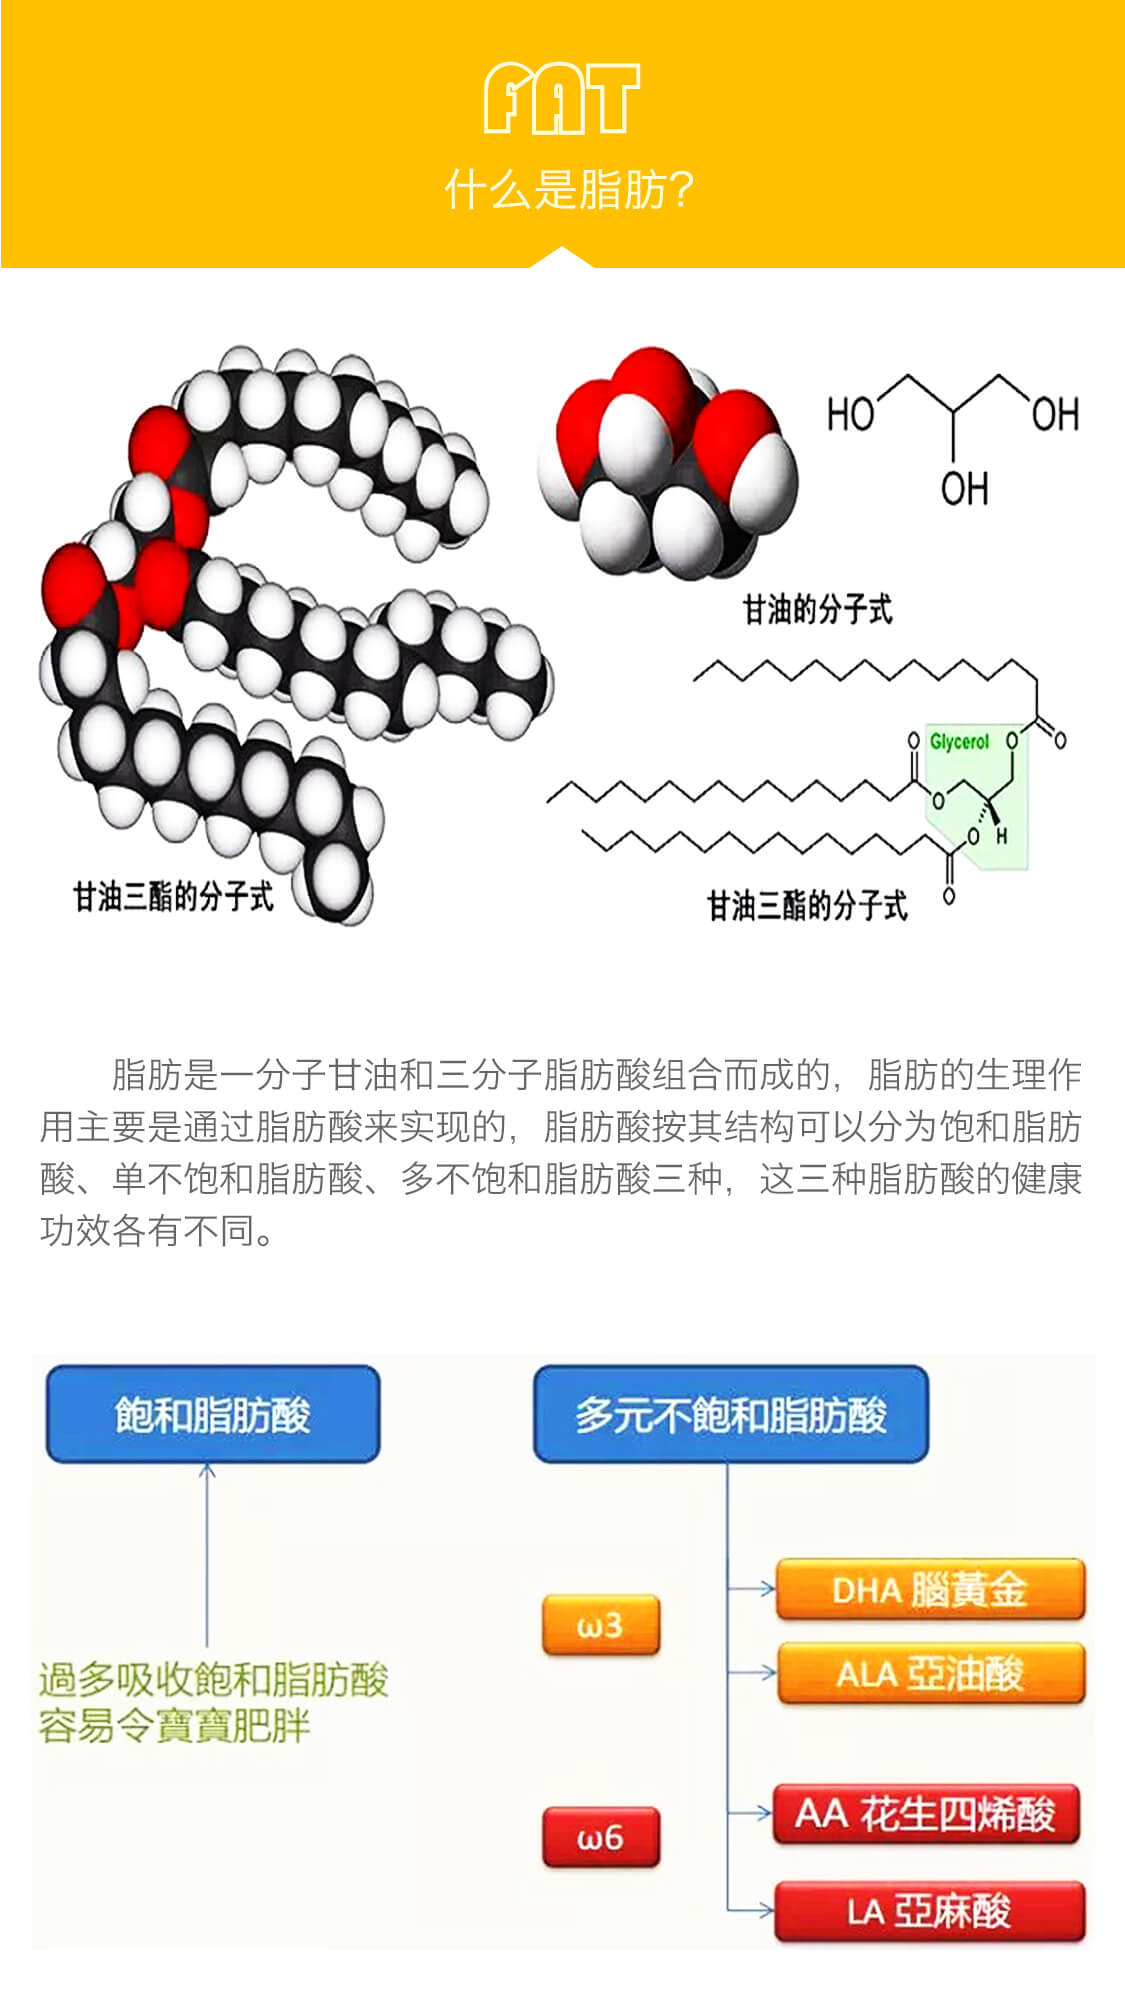 FAT
什么是脂肪?
HO
OH
OH
甘油的分子式
Glycerol
O
O
O
O
O
H
O
甘油三酯的分子式
甘油三酯的分子式
脂肪是一分子甘油和三分子脂肪酸组合而成的，脂肪的生理作
用主要是通过脂肪酸来实现的，脂肪酸按其结构可以分为饱和脂肪
酸、单不饱和脂肪酸、多不饱和脂肪酸三种，这三种脂肪酸的健康
功效各有不同。
飽和脂肪酸
多元不飽和脂肪酸
DHA 腦黃金
ω3
ALA 亞油酸
過多吸收飽和脂肪酸
容易令寶寶肥胖
AA 花生四烯酸
ω6
LA 亞麻酸